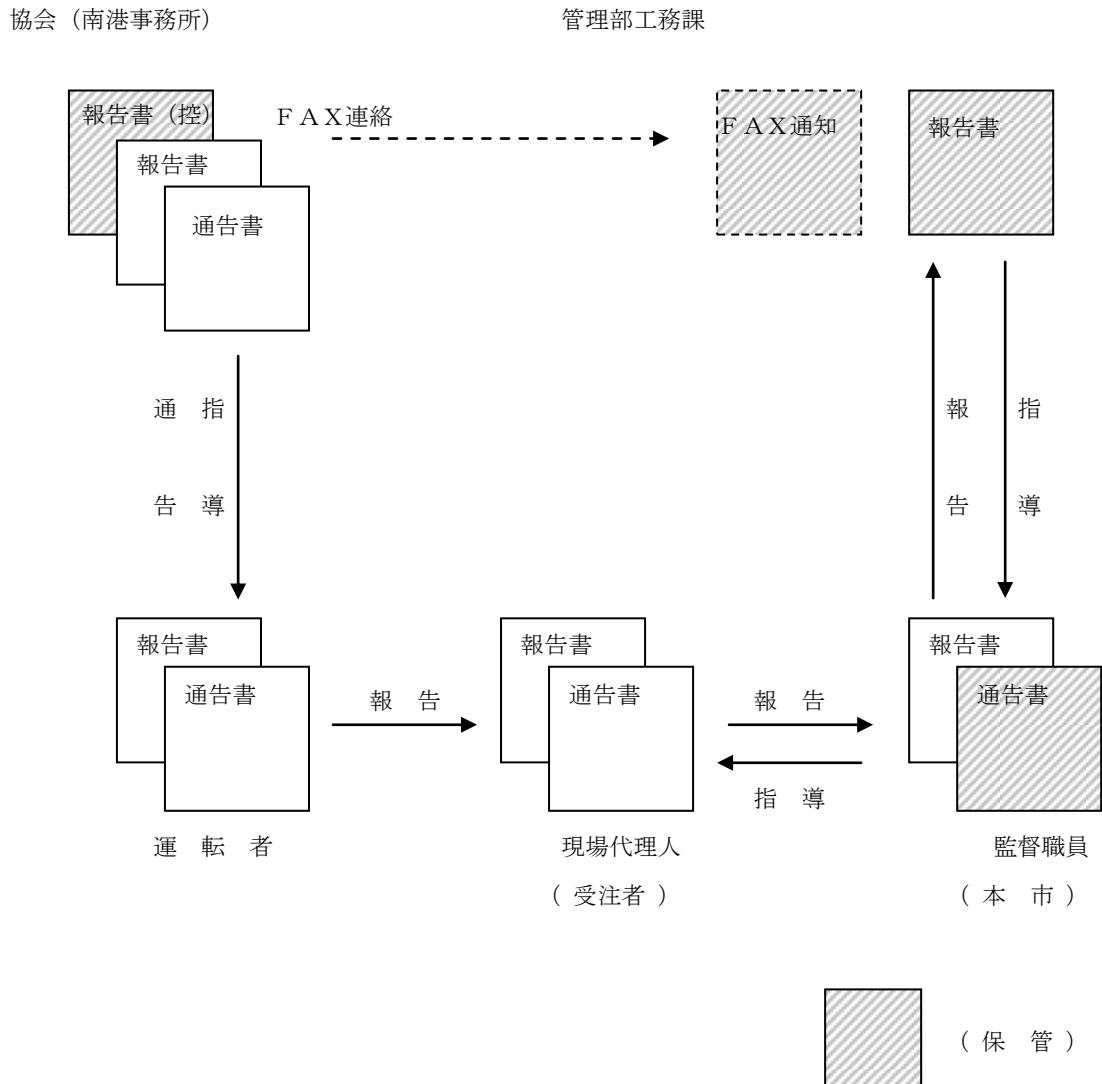 協会（南港事務所）
管理部工務課
報告書（控）
報告書
通告書
ＦＡＸ連絡
ＦＡＸ通知
報告書
通告
指導
報告
指導
報告書
通告書
報　告
報告書
通告書
報　告
指　導
報告書
通告書
運　転　者
現場代理人
（ 受注者 ）
監督職員
（ 本　市 ）
（ 保　管 ）